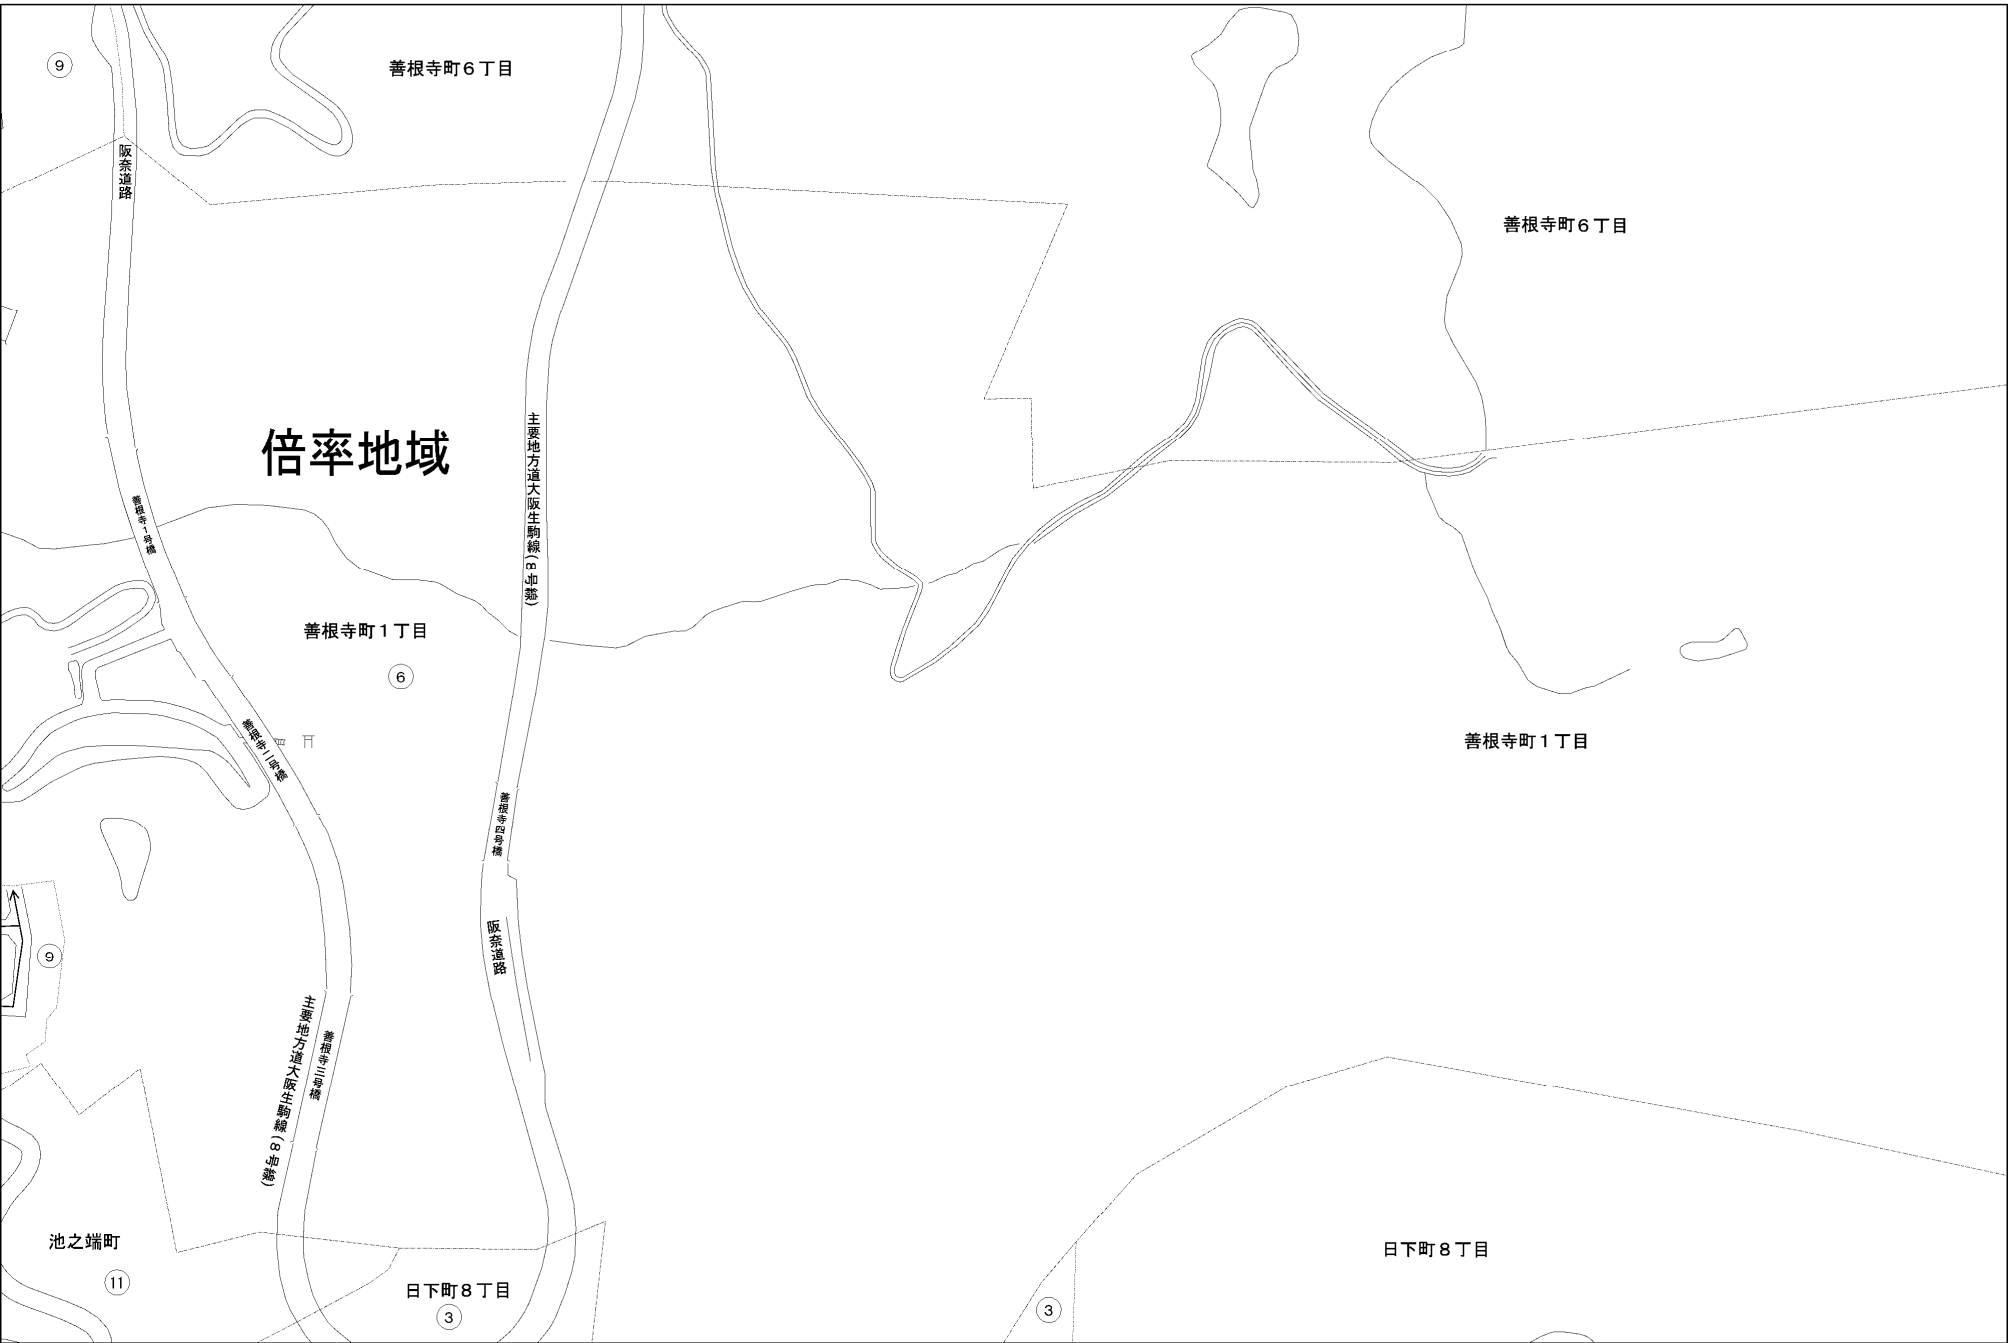 ⑨
善根寺町6丁目
阪奈道路
善根寺町6丁目
倍率地域
主要地方道大阪生駒線(8号線)
善根寺1号橋
善根寺町1丁目
⑥
善根寺二号橋
善根寺町1丁目
善根寺四号橋
阪奈道路
⑨
主要地方道大阪生駒線(8号線)
善根寺三号橋
池之端町
⑪
日下町8丁目
③
③
日下町8丁目